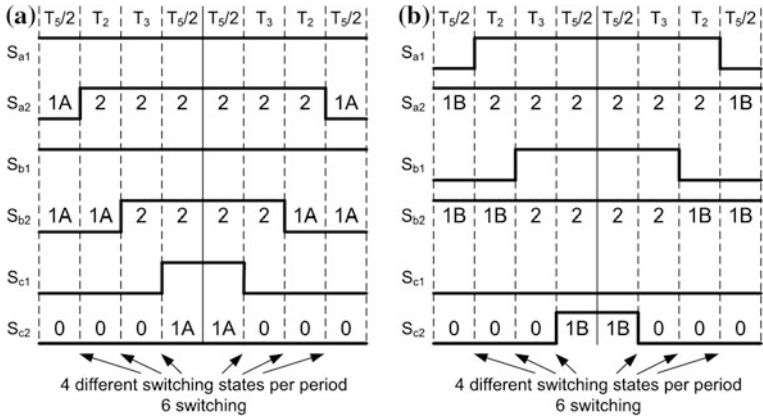 (a) T5/2 T2 T3 T5/2 T5/2 T3 T2 T5/2
Sa1
Sa2 1A 2 2 2 2 2 2 1A
Sb1
Sb2 1A 1A 2 2 2 2 1A 1A
Sc1
Sc2 0 0 0 1A 1A 0 0 0
4 different switching states per period
6 switching
(b) T5/2 T2 T3 T5/2 T5/2 T3 T2 T5/2
Sa1
Sa2 1B 2 2 2 2 2 2 1B
Sb1
Sb2 1B 1B 2 2 2 2 1B 1B
Sc1
Sc2 0 0 0 1B 1B 0 0 0
4 different switching states per period
6 switching